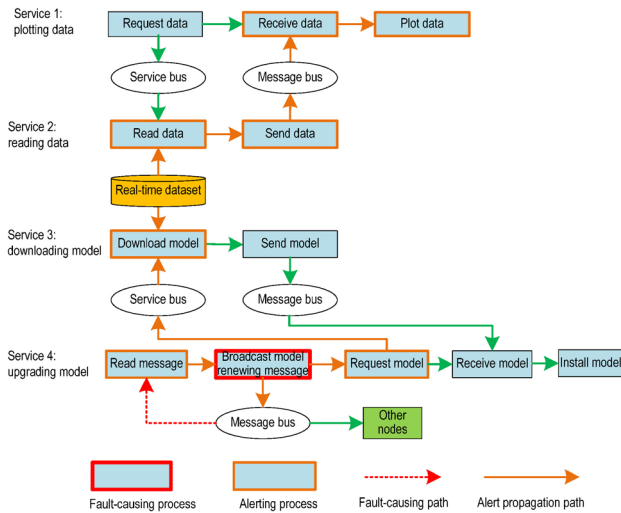 Service 1:
plotting data
Request data
Receive data
Plot data
Service bus
Message bus
Service 2:
reading data
Read data
Send data
Real-time dataset
Service 3:
downloading model
Download model
Send model
Service bus
Message bus
Service 4:
upgrading model
Read message
Broadcast model
renewing message
Request model
Receive model
Install model
Message bus
Other
nodes
Fault-causing process
Alerting process
Fault-causing path
Alert propagation path